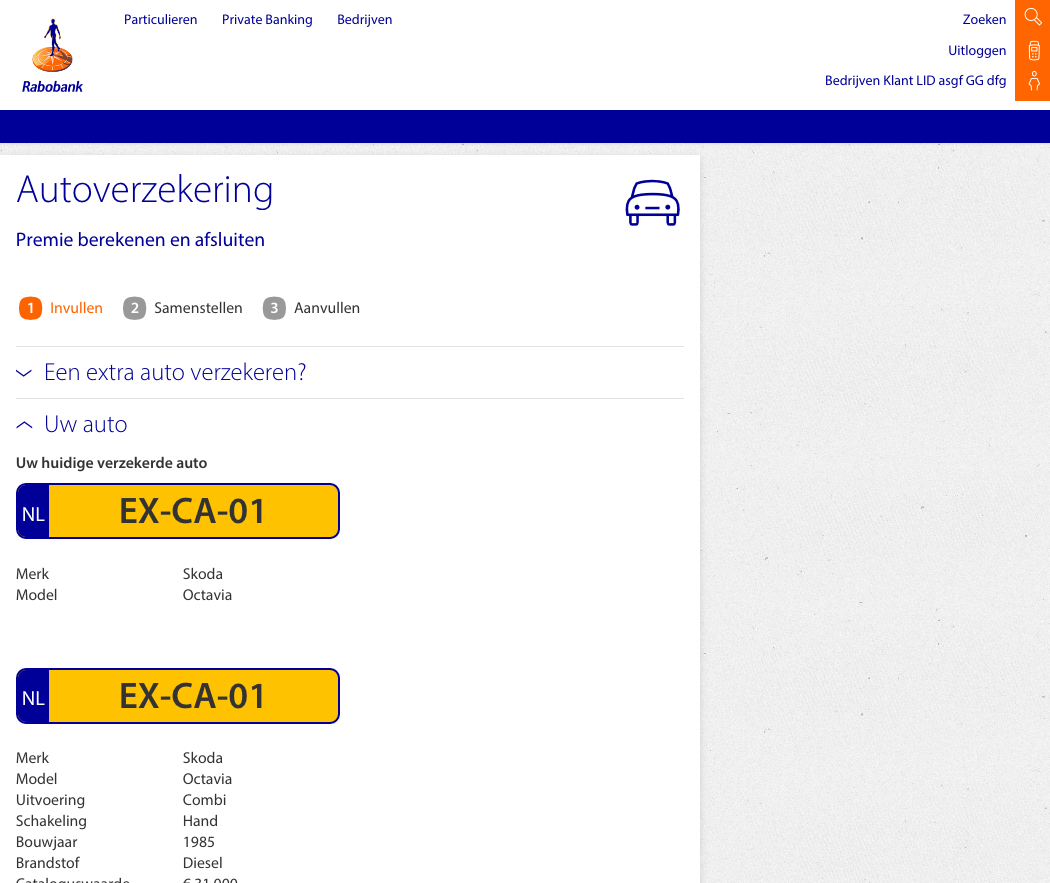 Particulieren Private Banking Bedrijven
Zoeken
Uitloggen
Bedrijven Klant LID asgf GG dfg
Rabobank
Autoverzekering
Premie berekenen en afsluiten
1 Invullen 2 Samenstellen 3 Aanvullen
Een extra auto verzekeren?
Uw auto
Uw huidige verzekerde auto
NL EX-CA-01
Merk Skoda
Model Octavia
NL EX-CA-01
Merk Skoda
Model Octavia
Uitvoering Combi
Schakeling Hand
Bouwjaar 1985
Brandstof Diesel
Cataloguswaarde € 31.000